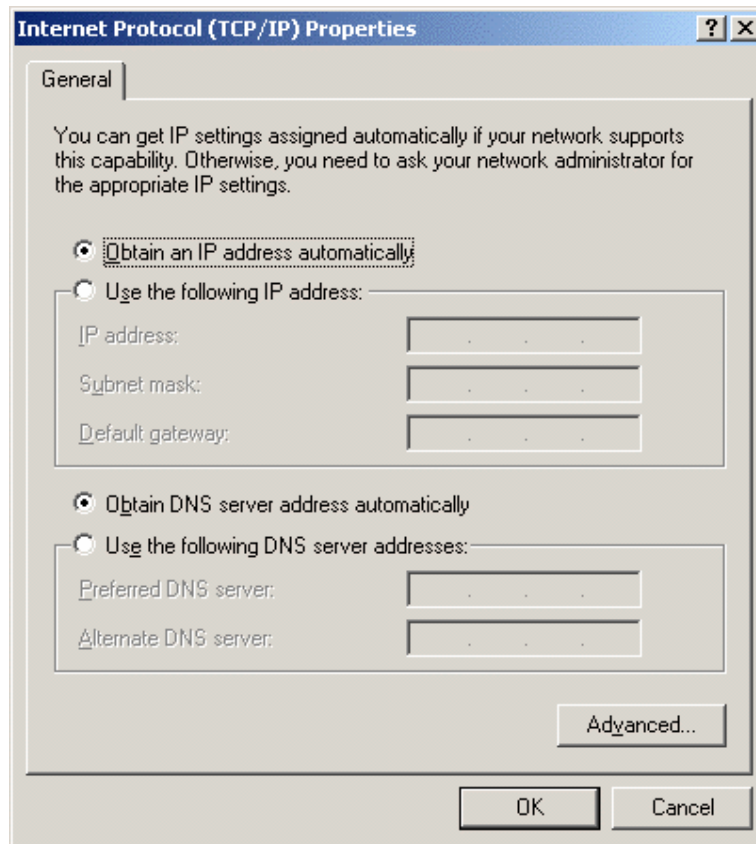 Internet Protocol (TCP/IP) Properties
General
You can get IP settings assigned automatically if your network supports
this capability. Otherwise, you need to ask your network administrator for
the appropriate IP settings.
Obtain an IP address automatically
Use the following IP address:
IP address:
Subnet mask:
Default gateway:
Obtain DNS server address automatically
Use the following DNS server addresses:
Preferred DNS server:
Alternate DNS server:
Advanced...
OK Cancel